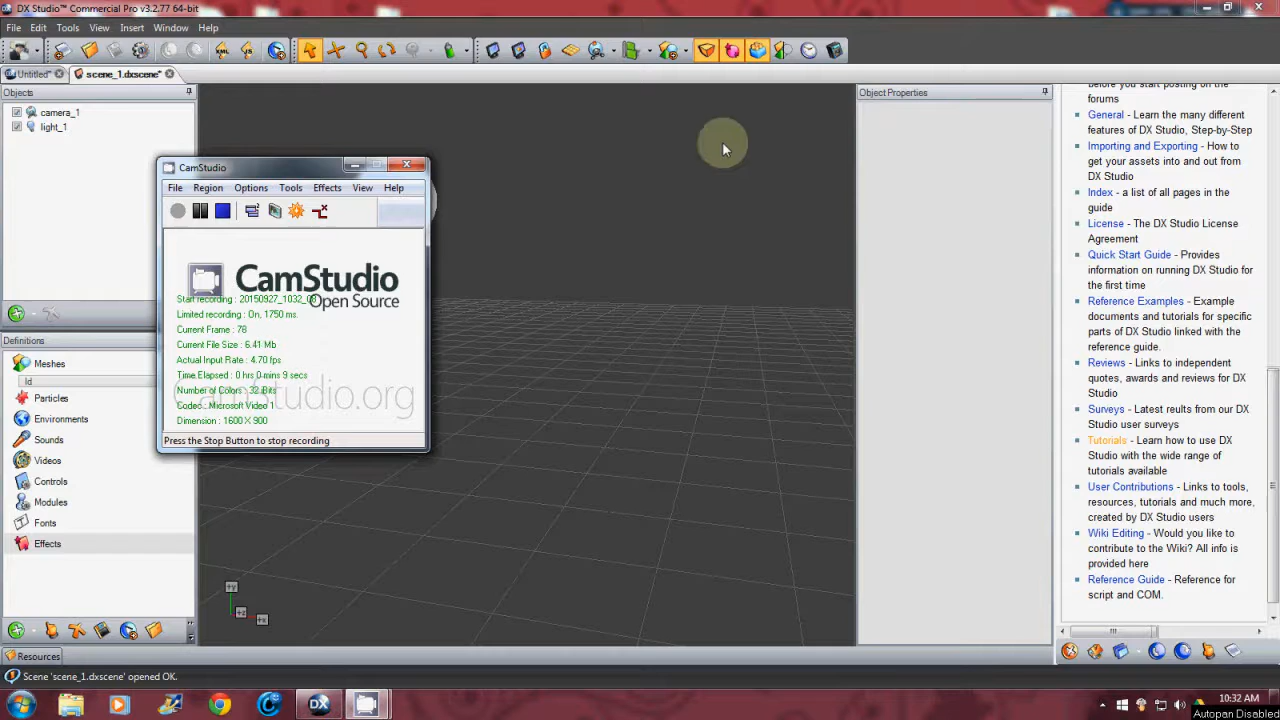 DX Studio™ Commercial Pro v3.2.77 64-bit
File Edit Tools View Insert Window Help
Untitled* scene_1.dxscene*
Objects
camera_1
light_1
Definitions
Meshes
Id
Particles
Environments
Sounds
Videos
Controls
Modules
Fonts
Effects
Resources
Scene 'scene_1.dxscene' opened OK.
CamStudio
File Region Options Tools Effects View Help
CamStudio
Open Source
Start recording : 20150927_1032_08
Limited recording : On, 1750 ms.
Current Frame : 78
Current File Size : 6.41 Mb
Actual Input Rate : 4.70 fps
Time Elapsed : 0 hrs 0 mins 9 secs
Number of Colors : 32 Bits
Codec : Microsoft Video 1
Dimension : 1600 X 900
Camstudio.org
Press the Stop Button to stop recording
+y
+z
+x
Object Properties
before you start posting on the
forums
General - Learn the many different
features of DX Studio, Step-by-Step
Importing and Exporting - How to
get your assets into and out from
DX Studio
Index - a list of all pages in the
guide
License - The DX Studio License
Agreement
Quick Start Guide - Provides
information on running DX Studio for
the first time
Reference Examples - Example
documents and tutorials for specific
parts of DX Studio linked with the
reference guide.
Reviews - Links to independent
quotes, awards and reviews for DX
Studio
Surveys - Latest reults from our DX
Studio user surveys
Tutorials - Learn how to use DX
Studio with the wide range of
tutorials available
User Contributions - Links to tools,
resources, tutorials and much more,
created by DX Studio users
Wiki Editing - Would you like to
contribute to the Wiki? All info is
provided here
Reference Guide - Reference for
script and COM.
DX
10:32 AM
Autopan Disabled